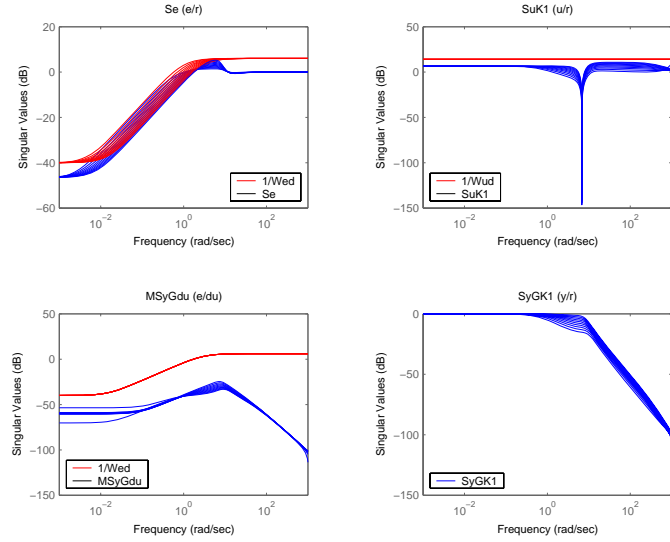 Se (e/r)
20
0
−20
−40
−60
Singular Values (dB)
1/Wed
Se
10^-2
10^0
10^2
Frequency (rad/sec)
SuK1 (u/r)
50
0
−50
−100
−150
Singular Values (dB)
1/Wud
SuK1
10^-2
10^0
10^2
Frequency (rad/sec)
MSyGdu (e/du)
50
0
−50
−100
−150
Singular Values (dB)
1/Wed
MSyGdu
10^-2
10^0
10^2
Frequency (rad/sec)
SyGK1 (y/r)
0
−50
−100
−150
Singular Values (dB)
SyGK1
10^-2
10^0
10^2
Frequency (rad/sec)